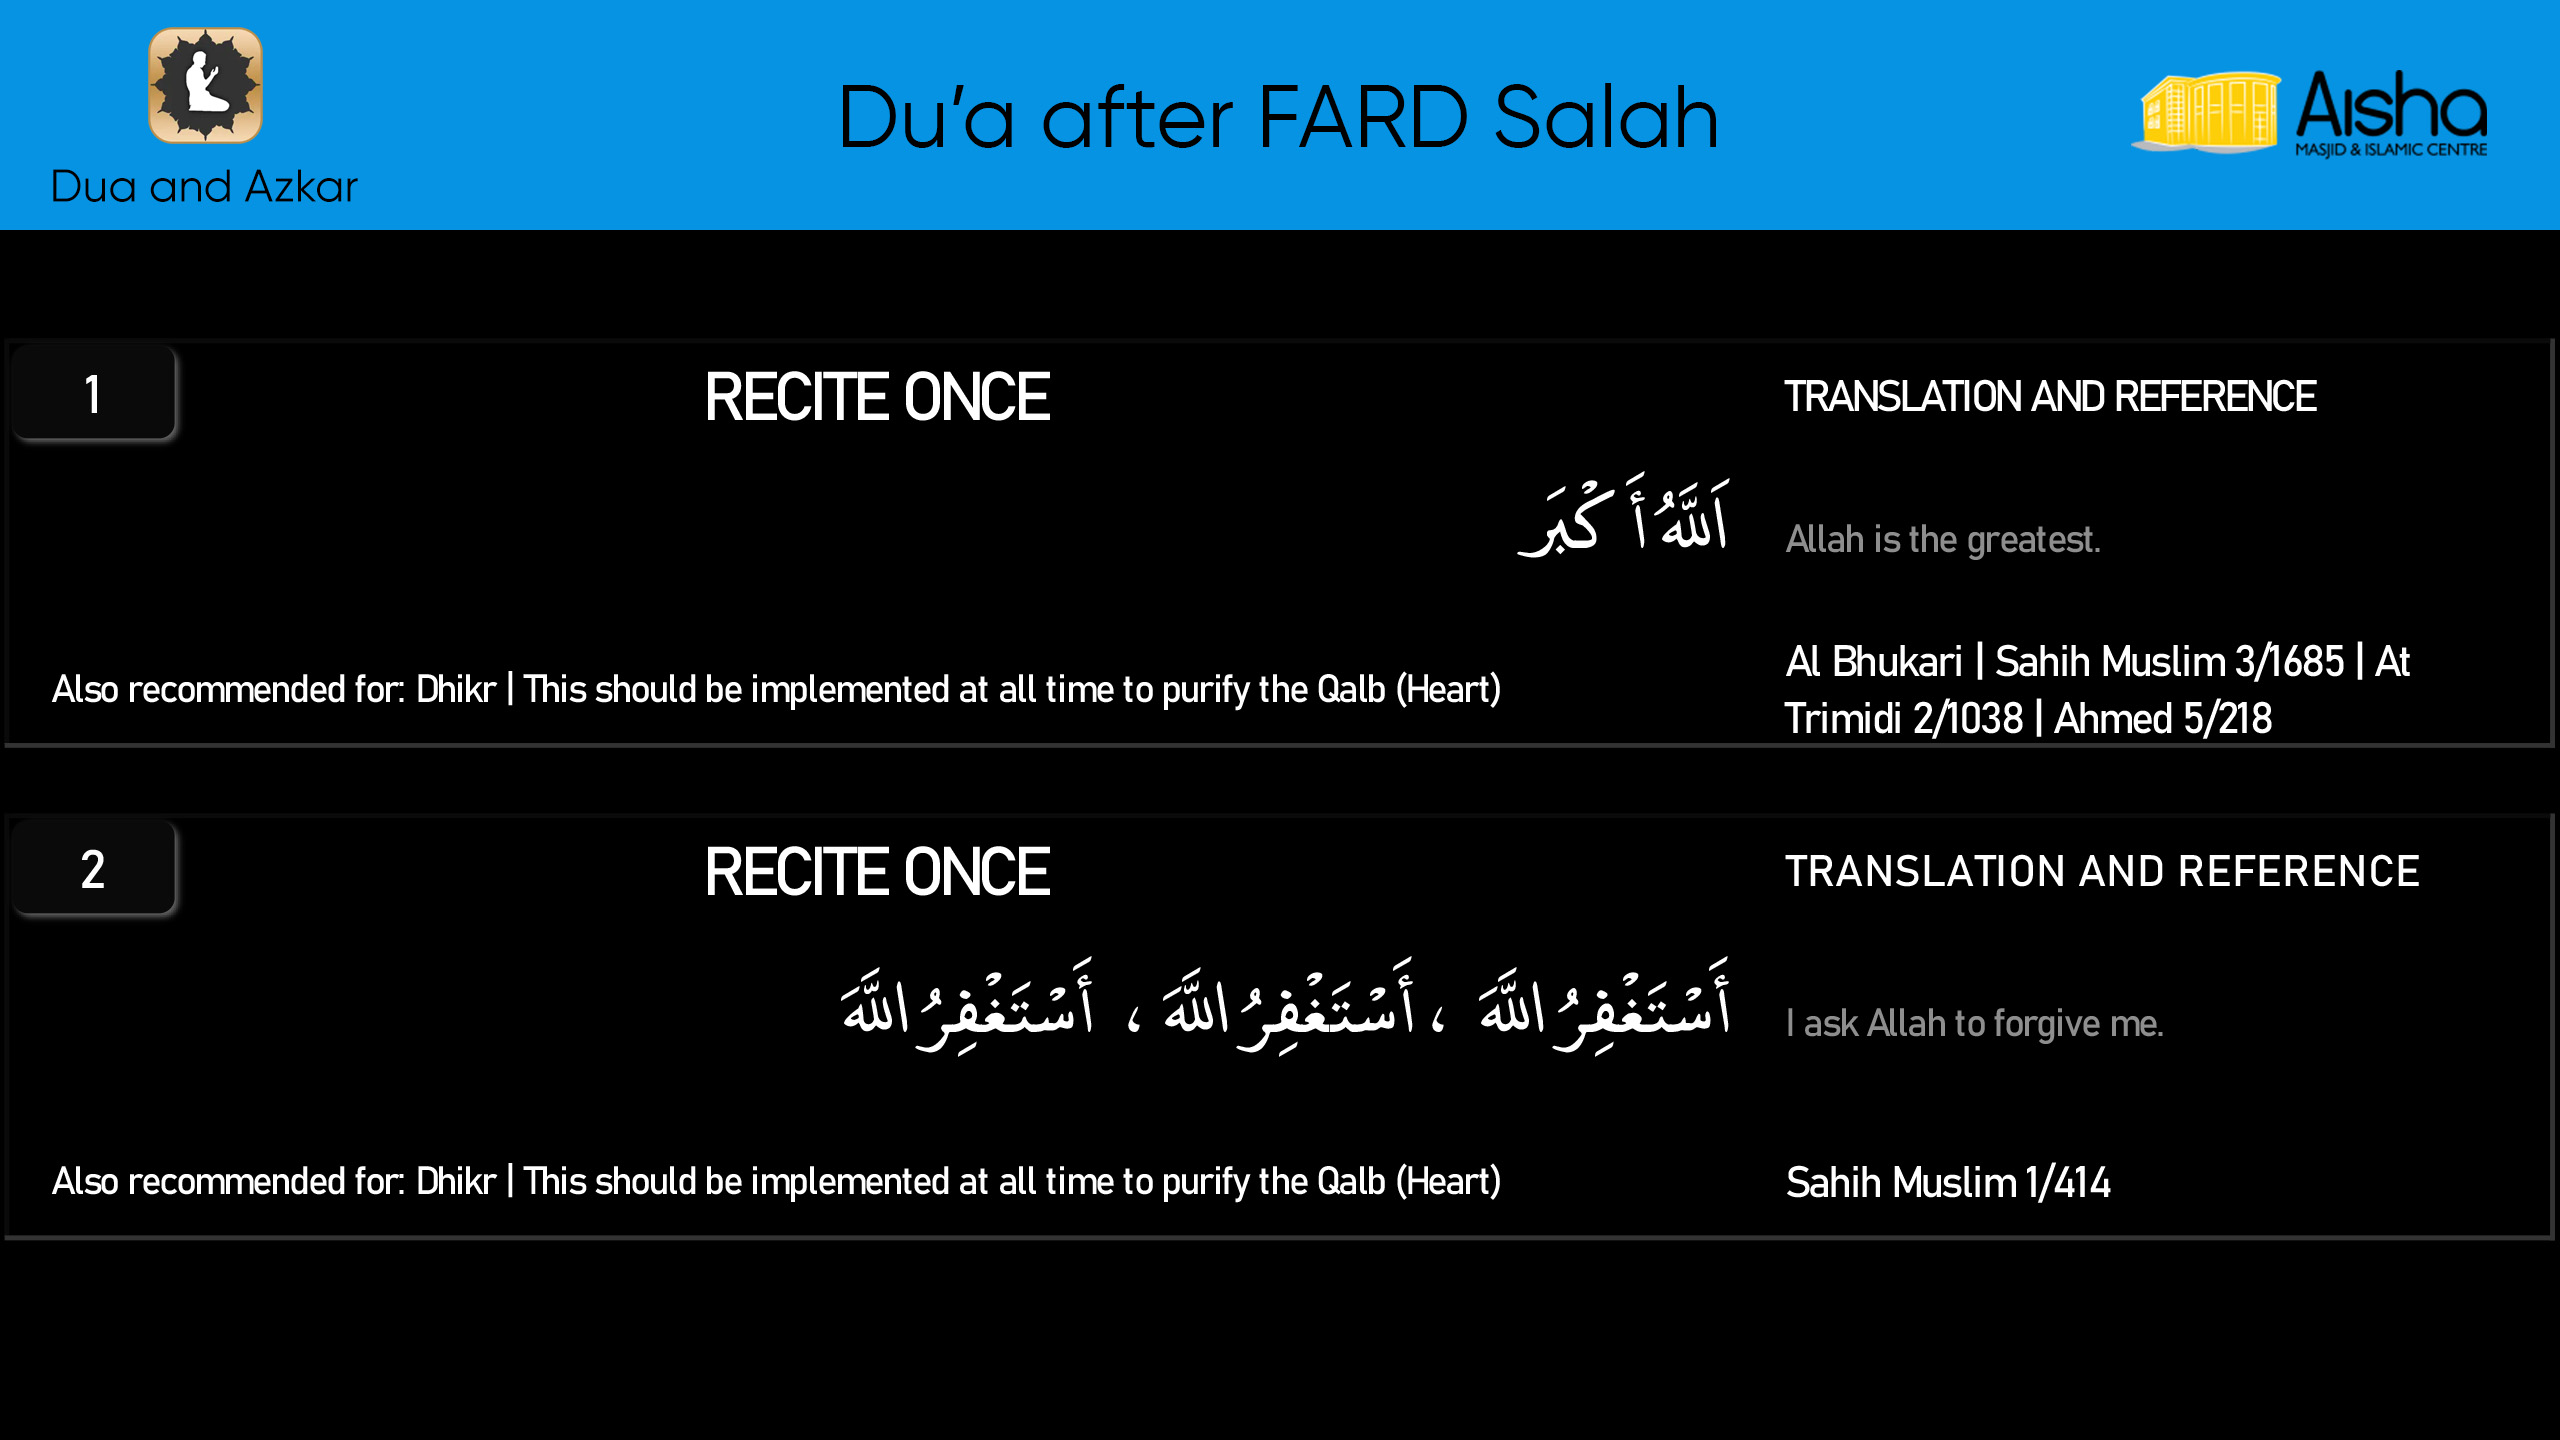 Dua and Azkar
Du’a after FARD Salah
Aisha
MASJID & ISLAMIC CENTRE
1
RECITE ONCE
TRANSLATION AND REFERENCE
اَللَّهُ أَكْبَر
Allah is the greatest.
Also recommended for: Dhikr | This should be implemented at all time to purify the Qalb (Heart)
Al Bhukari | Sahih Muslim 3/1685 | At
Trimidi 2/1038 | Ahmed 5/218
2
RECITE ONCE
TRANSLATION AND REFERENCE
أَسْتَغْفِرُ اللَّهَ ، أَسْتَغْفِرُ اللَّهَ ، أَسْتَغْفِرُ اللَّهَ
I ask Allah to forgive me.
Also recommended for: Dhikr | This should be implemented at all time to purify the Qalb (Heart)
Sahih Muslim 1/414